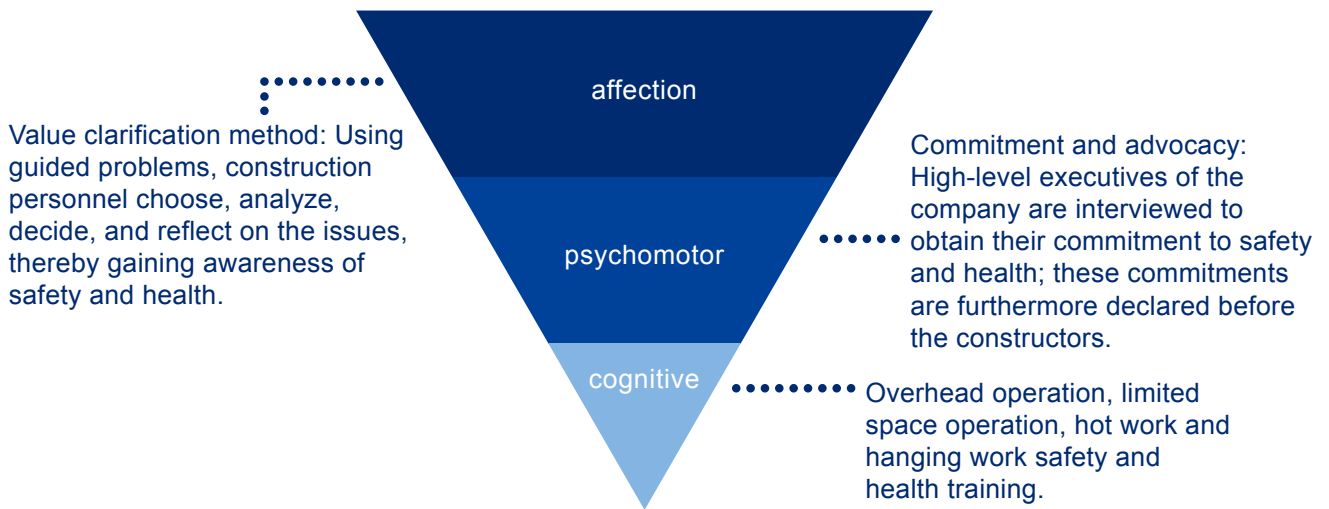 affection
Value clarification method: Using
guided problems, construction
personnel choose, analyze,
decide, and reflect on the issues,
thereby gaining awareness of
safety and health.
psychomotor
Commitment and advocacy:
High-level executives of the
company are interviewed to
obtain their commitment to safety
and health; these commitments
are furthermore declared before
the constructors.
cognitive
Overhead operation, limited
space operation, hot work and
hanging work safety and
health training.